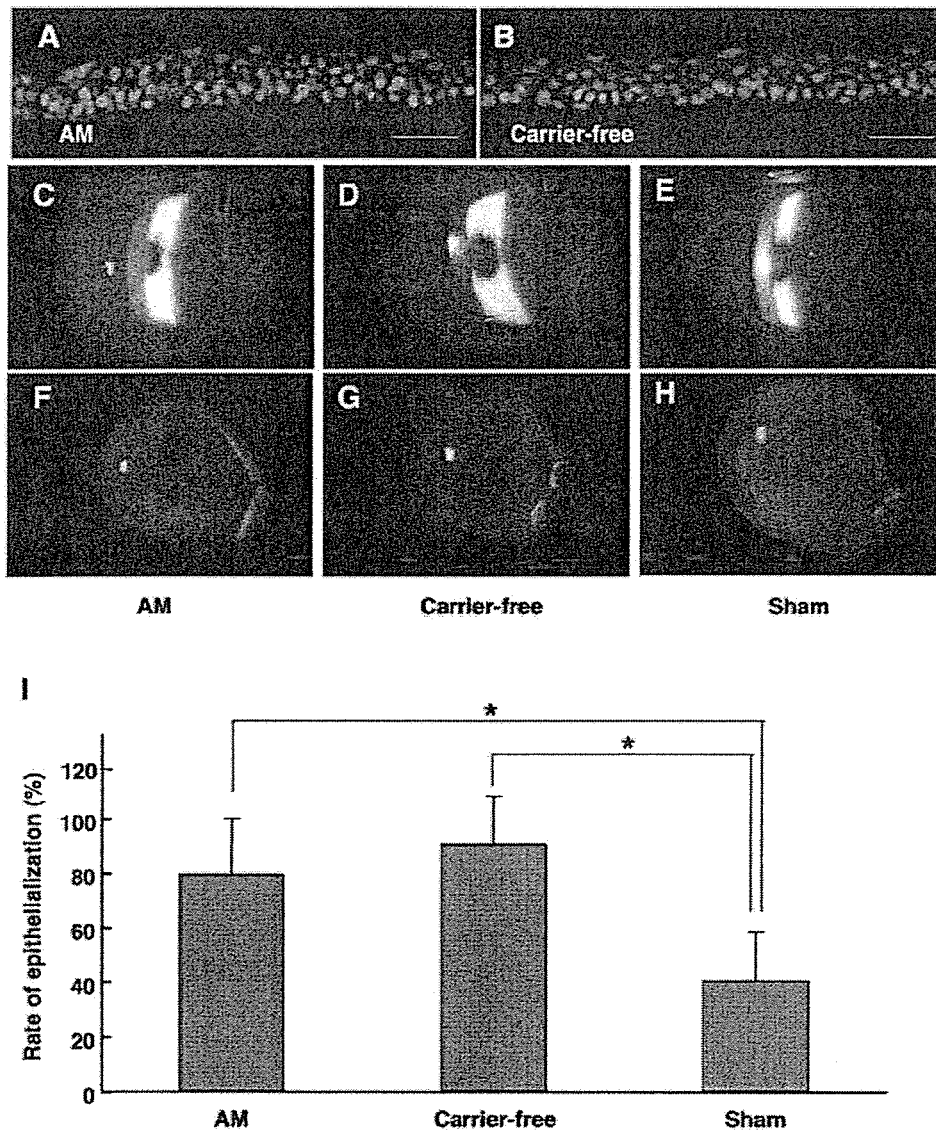 A
B
AM
Carrier-free
C
D
E
F
G
H
AM
Carrier-free
Sham
I
Rate of epithelialization (%)
120
100
80
60
40
20
0
*
*
AM
Carrier-free
Sham